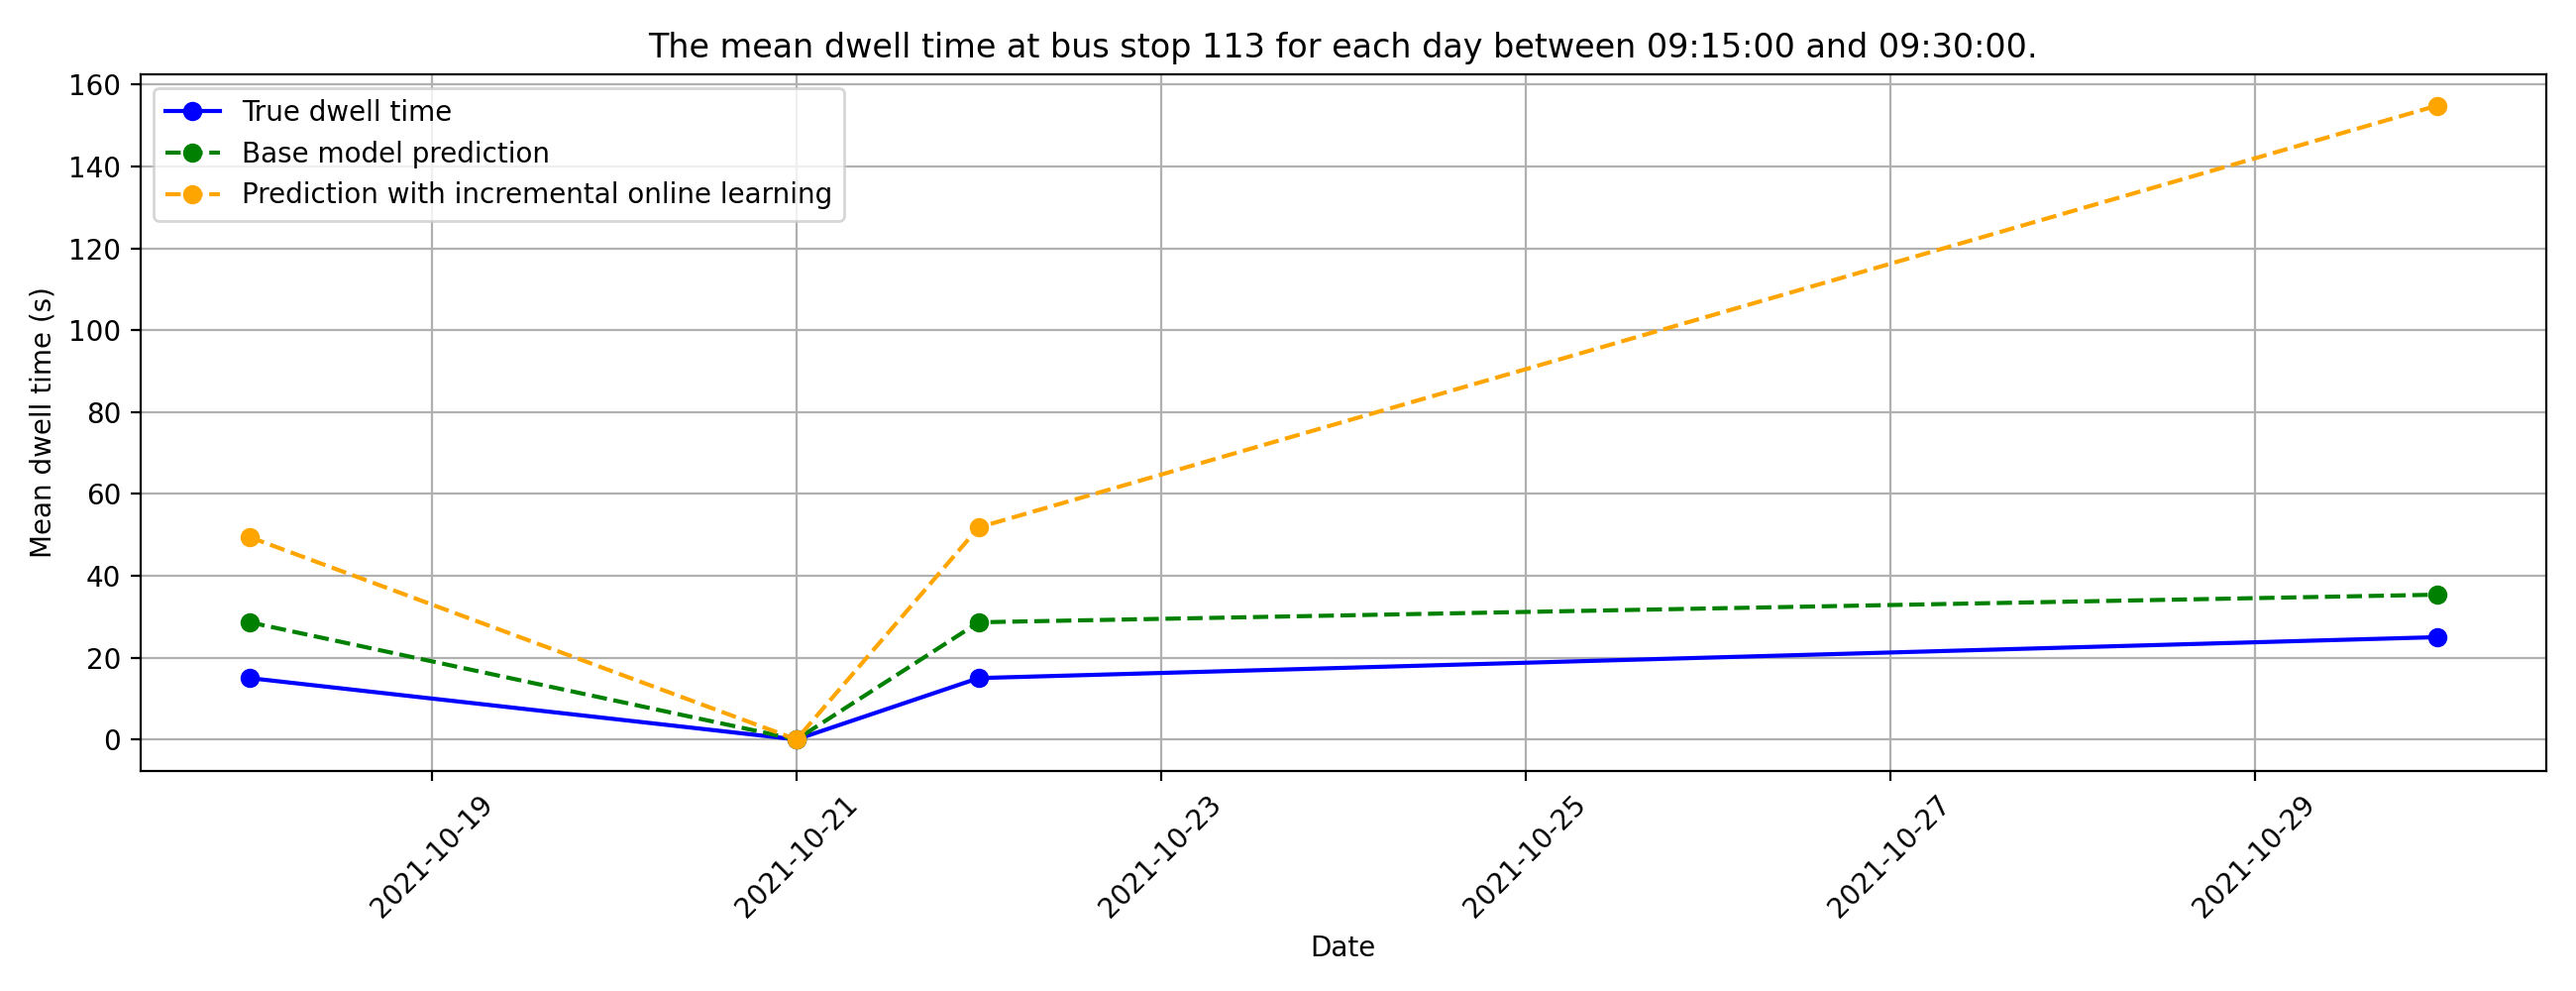 The mean dwell time at bus stop 113 for each day between 09:15:00 and 09:30:00.
160
140
120
100
80
60
40
20
0
Mean dwell time (s)
True dwell time
Base model prediction
Prediction with incremental online learning
2021-10-19
2021-10-21
2021-10-23
2021-10-25
2021-10-27
2021-10-29
Date